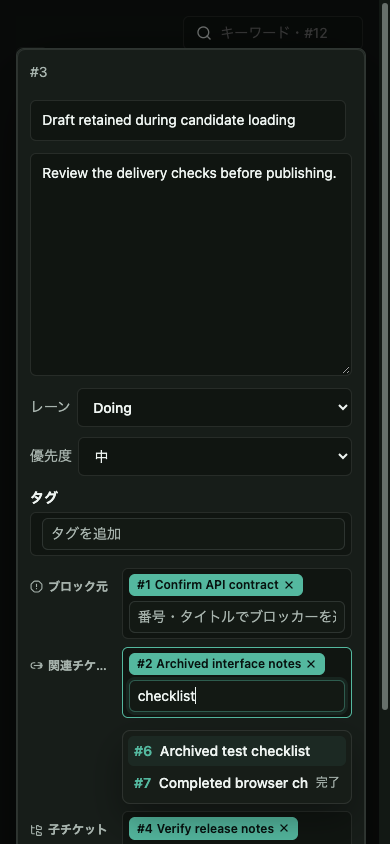 キーワード・#12
#3
Draft retained during candidate loading
Review the delivery checks before publishing.
レーン Doing
優先度 中
タグ
タグを追加
ブロック元 #1 Confirm API contract ×
番号・タイトルでブロッカーを
関連チケ... #2 Archived interface notes ×
checklist
#6 Archived test checklist
#7 Completed browser ch 完了
子チケット #4 Verify release notes ×